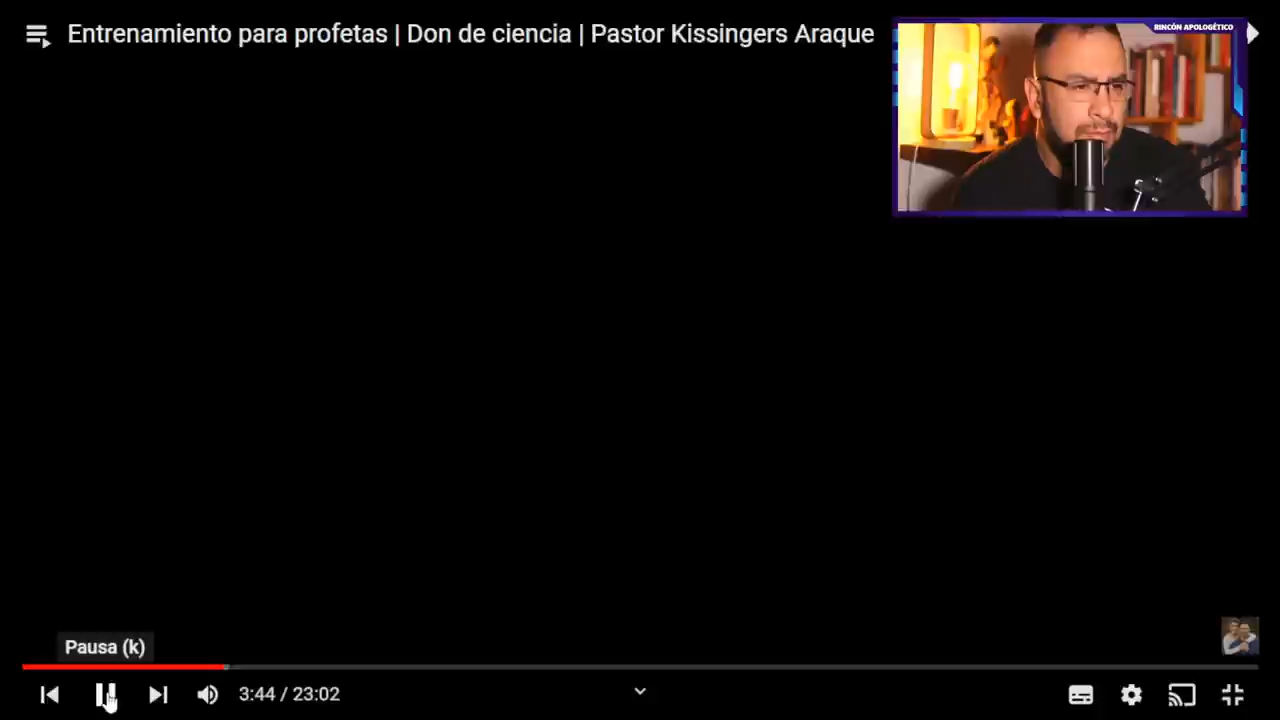 Entrenamiento para profetas | Don de ciencia | Pastor Kissingers Araque
RINCÓN APOLOGÉTICO
Pausa (k)
3:44 / 23:02